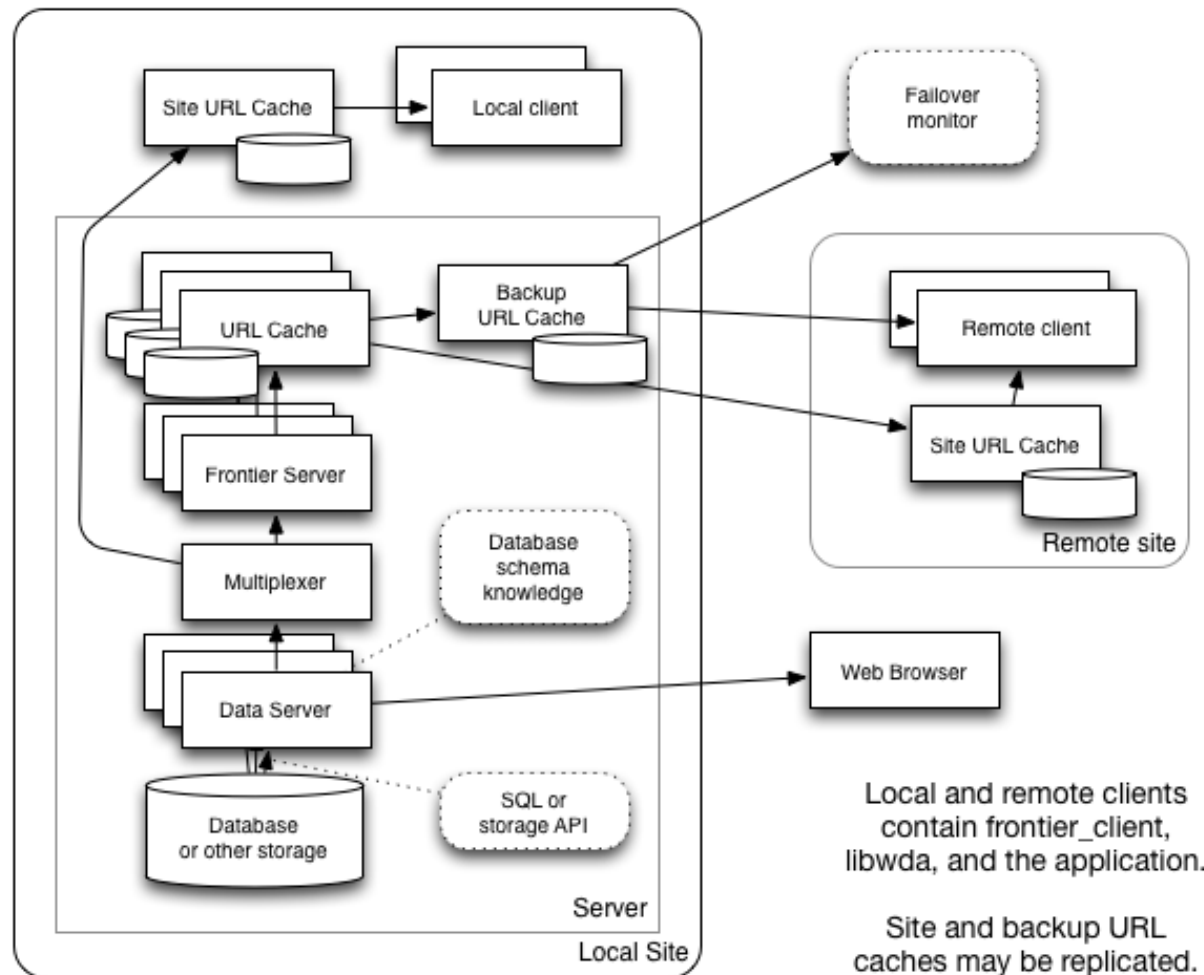 Site URL Cache
Local client
Failover
monitor
URL Cache
Backup
URL Cache
Remote client
Site URL Cache
Remote site
Frontier Server
Database
schema
knowledge
Multiplexer
Data Server
Web Browser
SQL or
storage API
Database
or other storage
Server
Local Site
Local and remote clients
contain frontier_client,
libwda, and the application.
Site and backup URL
caches may be replicated.